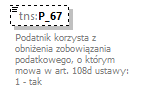 tns:P_67
Podatnik korzysta z
obniżenia zobowiązania
podatkowego, o którym
mowa w art. 108d ustawy:
1 - tak